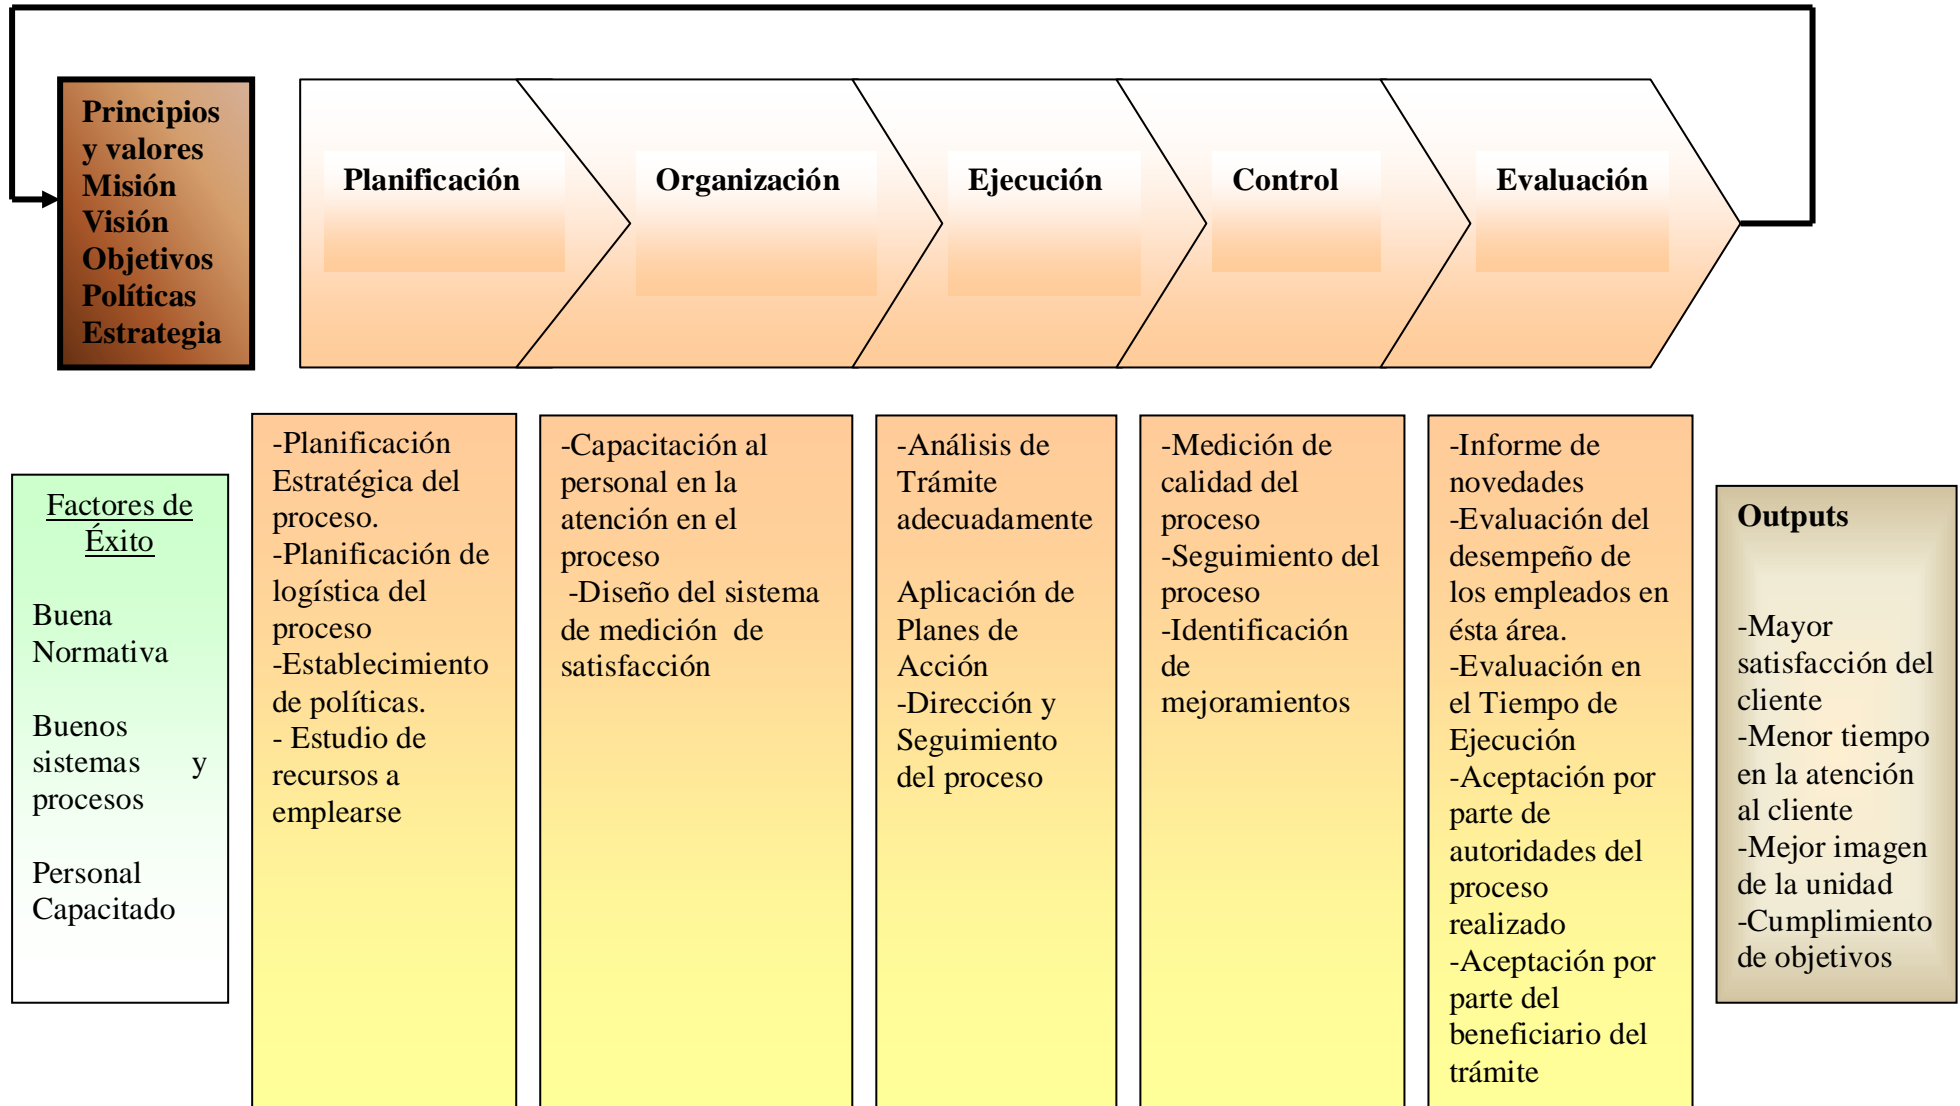 Principios
y valores
Misión
Visión
Objetivos
Políticas
Estrategia
Planificación
Organización
Ejecución
Control
Evaluación
Factores de
Éxito
Buena
Normativa
Buenos
sistemas y
procesos
Personal
Capacitado
-Planificación
Estratégica del
proceso.
-Planificación de
logística del
proceso
-Establecimiento
de políticas.
- Estudio de
recursos a
emplearse
-Capacitación al
personal en la
atención en el
proceso
-Diseño del sistema
de medición de
satisfacción
-Análisis de
Trámite
adecuadamente
Aplicación de
Planes de
Acción
-Dirección y
Seguimiento
del proceso
-Medición de
calidad del
proceso
-Seguimiento del
proceso
-Identificación
de
mejoramientos
-Informe de
novedades
-Evaluación del
desempeño de
los empleados en
ésta área.
-Evaluación en
el Tiempo de
Ejecución
-Aceptación por
parte de
autoridades del
proceso
realizado
-Aceptación por
parte del
beneficiario del
trámite
Outputs
-Mayor
satisfacción del
cliente
-Menor tiempo
en la atención
al cliente
-Mejor imagen
de la unidad
-Cumplimiento
de objetivos